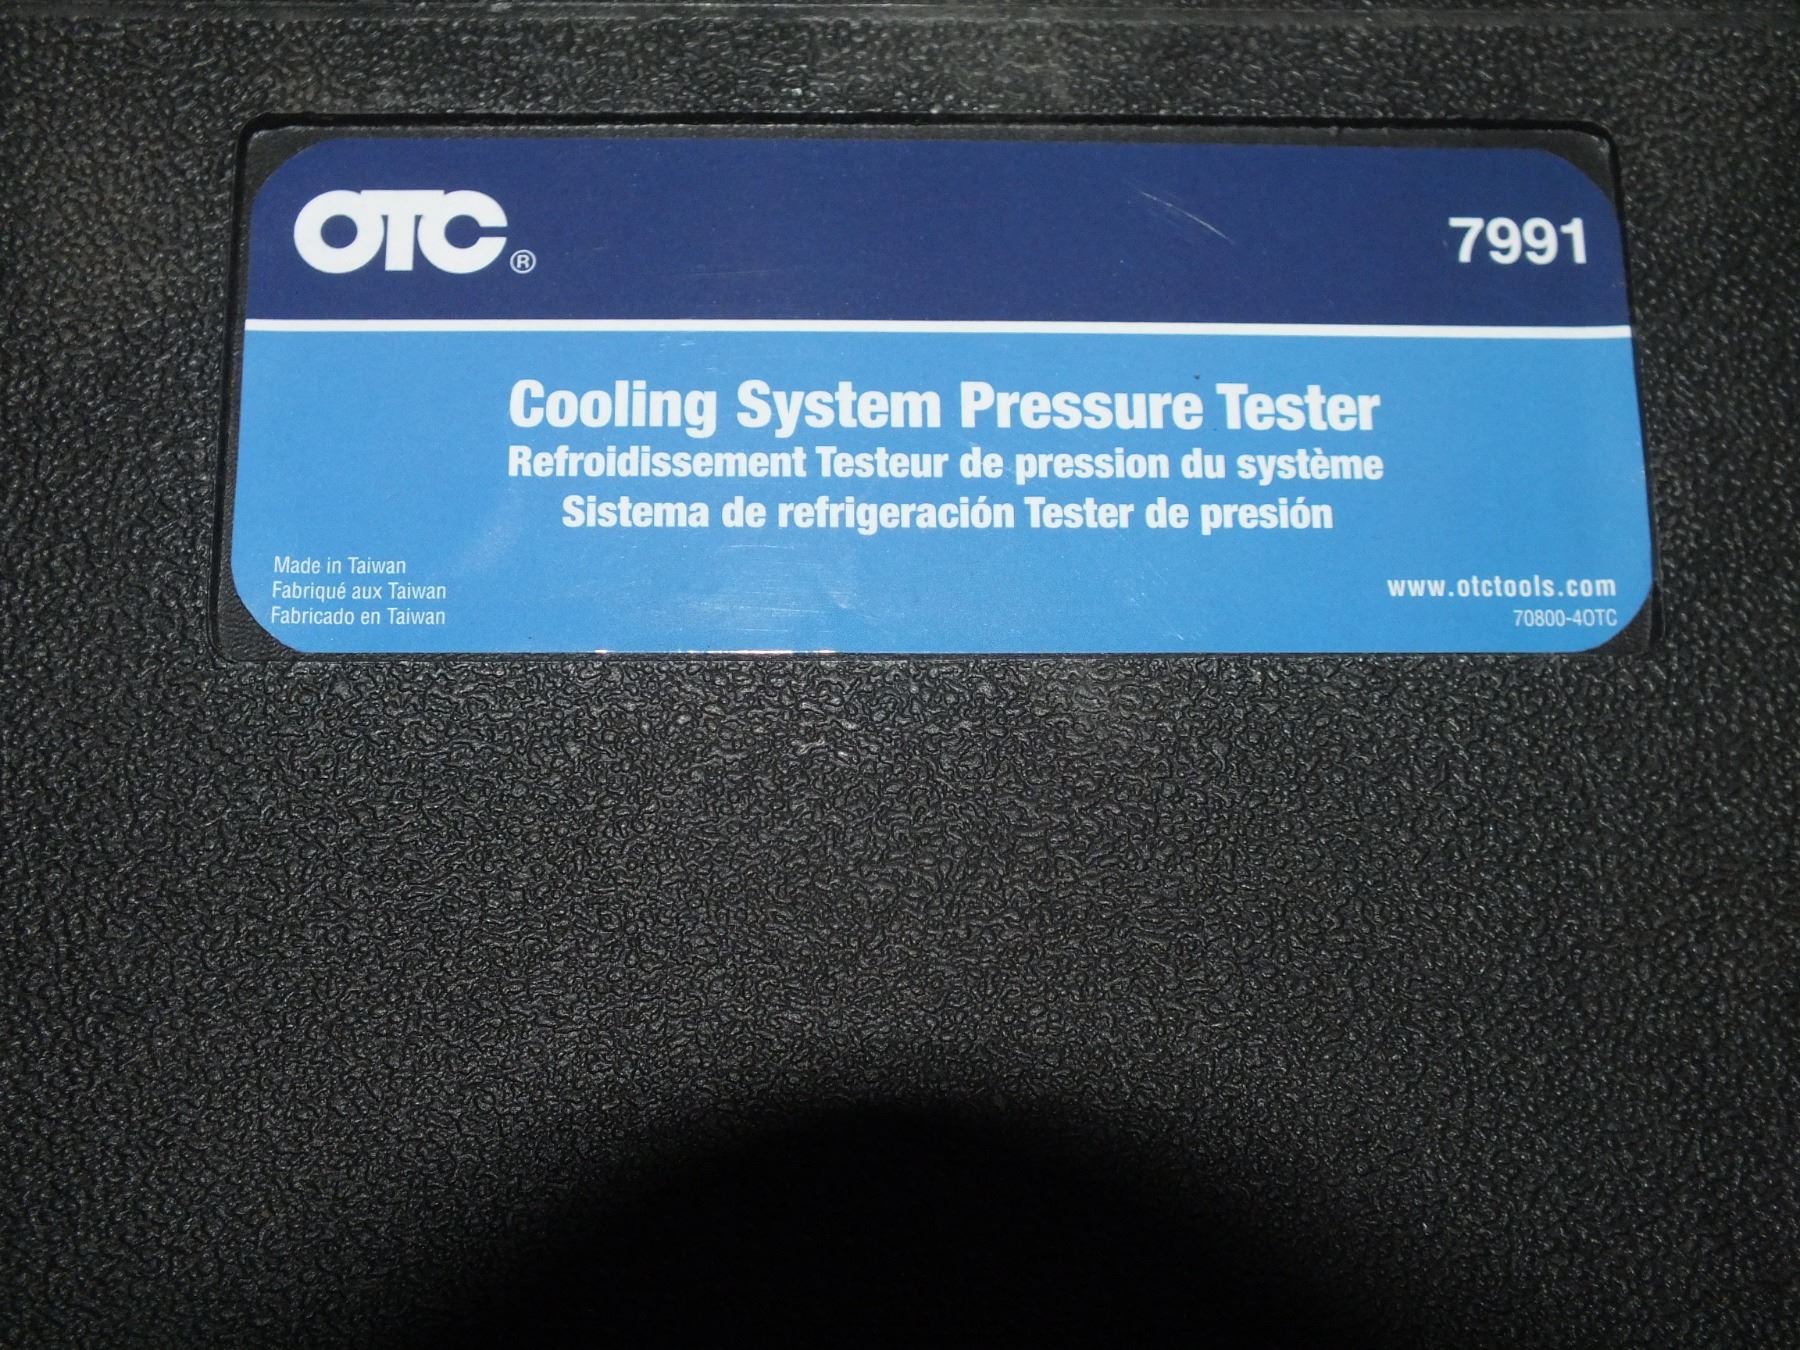 OTC®
7991
Cooling System Pressure Tester
Refroidissement Testeur de pression du système
Sistema de refrigeración Tester de presión
Made in Taiwan
Fabriqué aux Taiwan
Fabricado en Taiwan
www.otctools.com
70800-4OTC